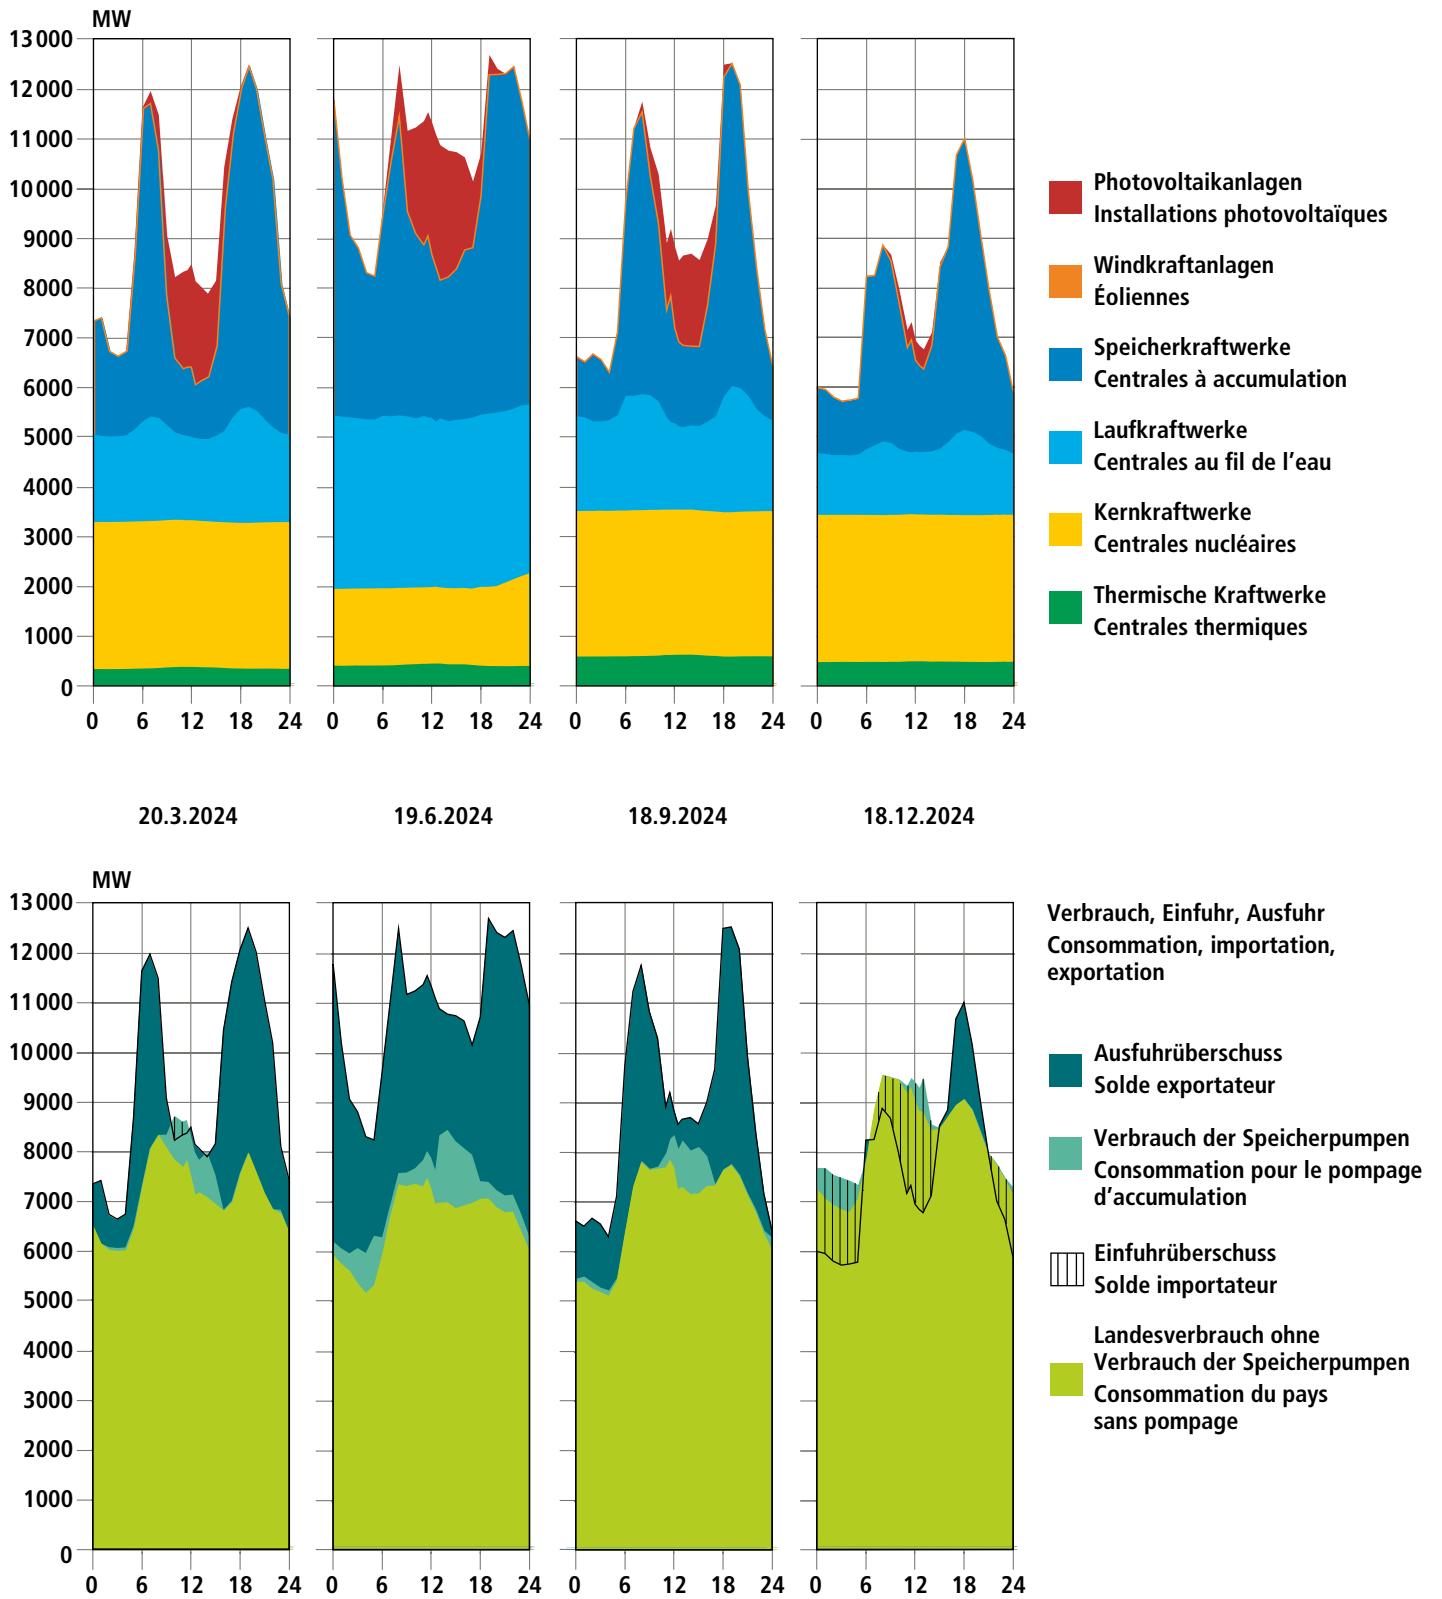 MW
13 000
12 000
11 000
10 000
9000
8000
7000
6000
5000
4000
3000
2000
1000
0
0 6 12 18 24 0 6 12 18 24 0 6 12 18 24 0 6 12 18 24
Photovoltaikanlagen
Installations photovoltaïques
Windkraftanlagen
Éoliennes
Speicherkraftwerke
Centrales à accumulation
Laufkraftwerke
Centrales au fil de l’eau
Kernkraftwerke
Centrales nucléaires
Thermische Kraftwerke
Centrales thermiques
20.3.2024 19.6.2024 18.9.2024 18.12.2024
MW
13 000
12 000
11 000
10 000
9000
8000
7000
6000
5000
4000
3000
2000
1000
0
0 6 12 18 24 0 6 12 18 24 0 6 12 18 24 0 6 12 18 24
Verbrauch, Einfuhr, Ausfuhr
Consommation, importation,
exportation
Ausfuhrüberschuss
Solde exportateur
Verbrauch der Speicherpumpen
Consommation pour le pompage
d’accumulation
Einfuhrüberschuss
Solde importateur
Landesverbrauch ohne
Verbrauch der Speicherpumpen
Consommation du pays
sans pompage